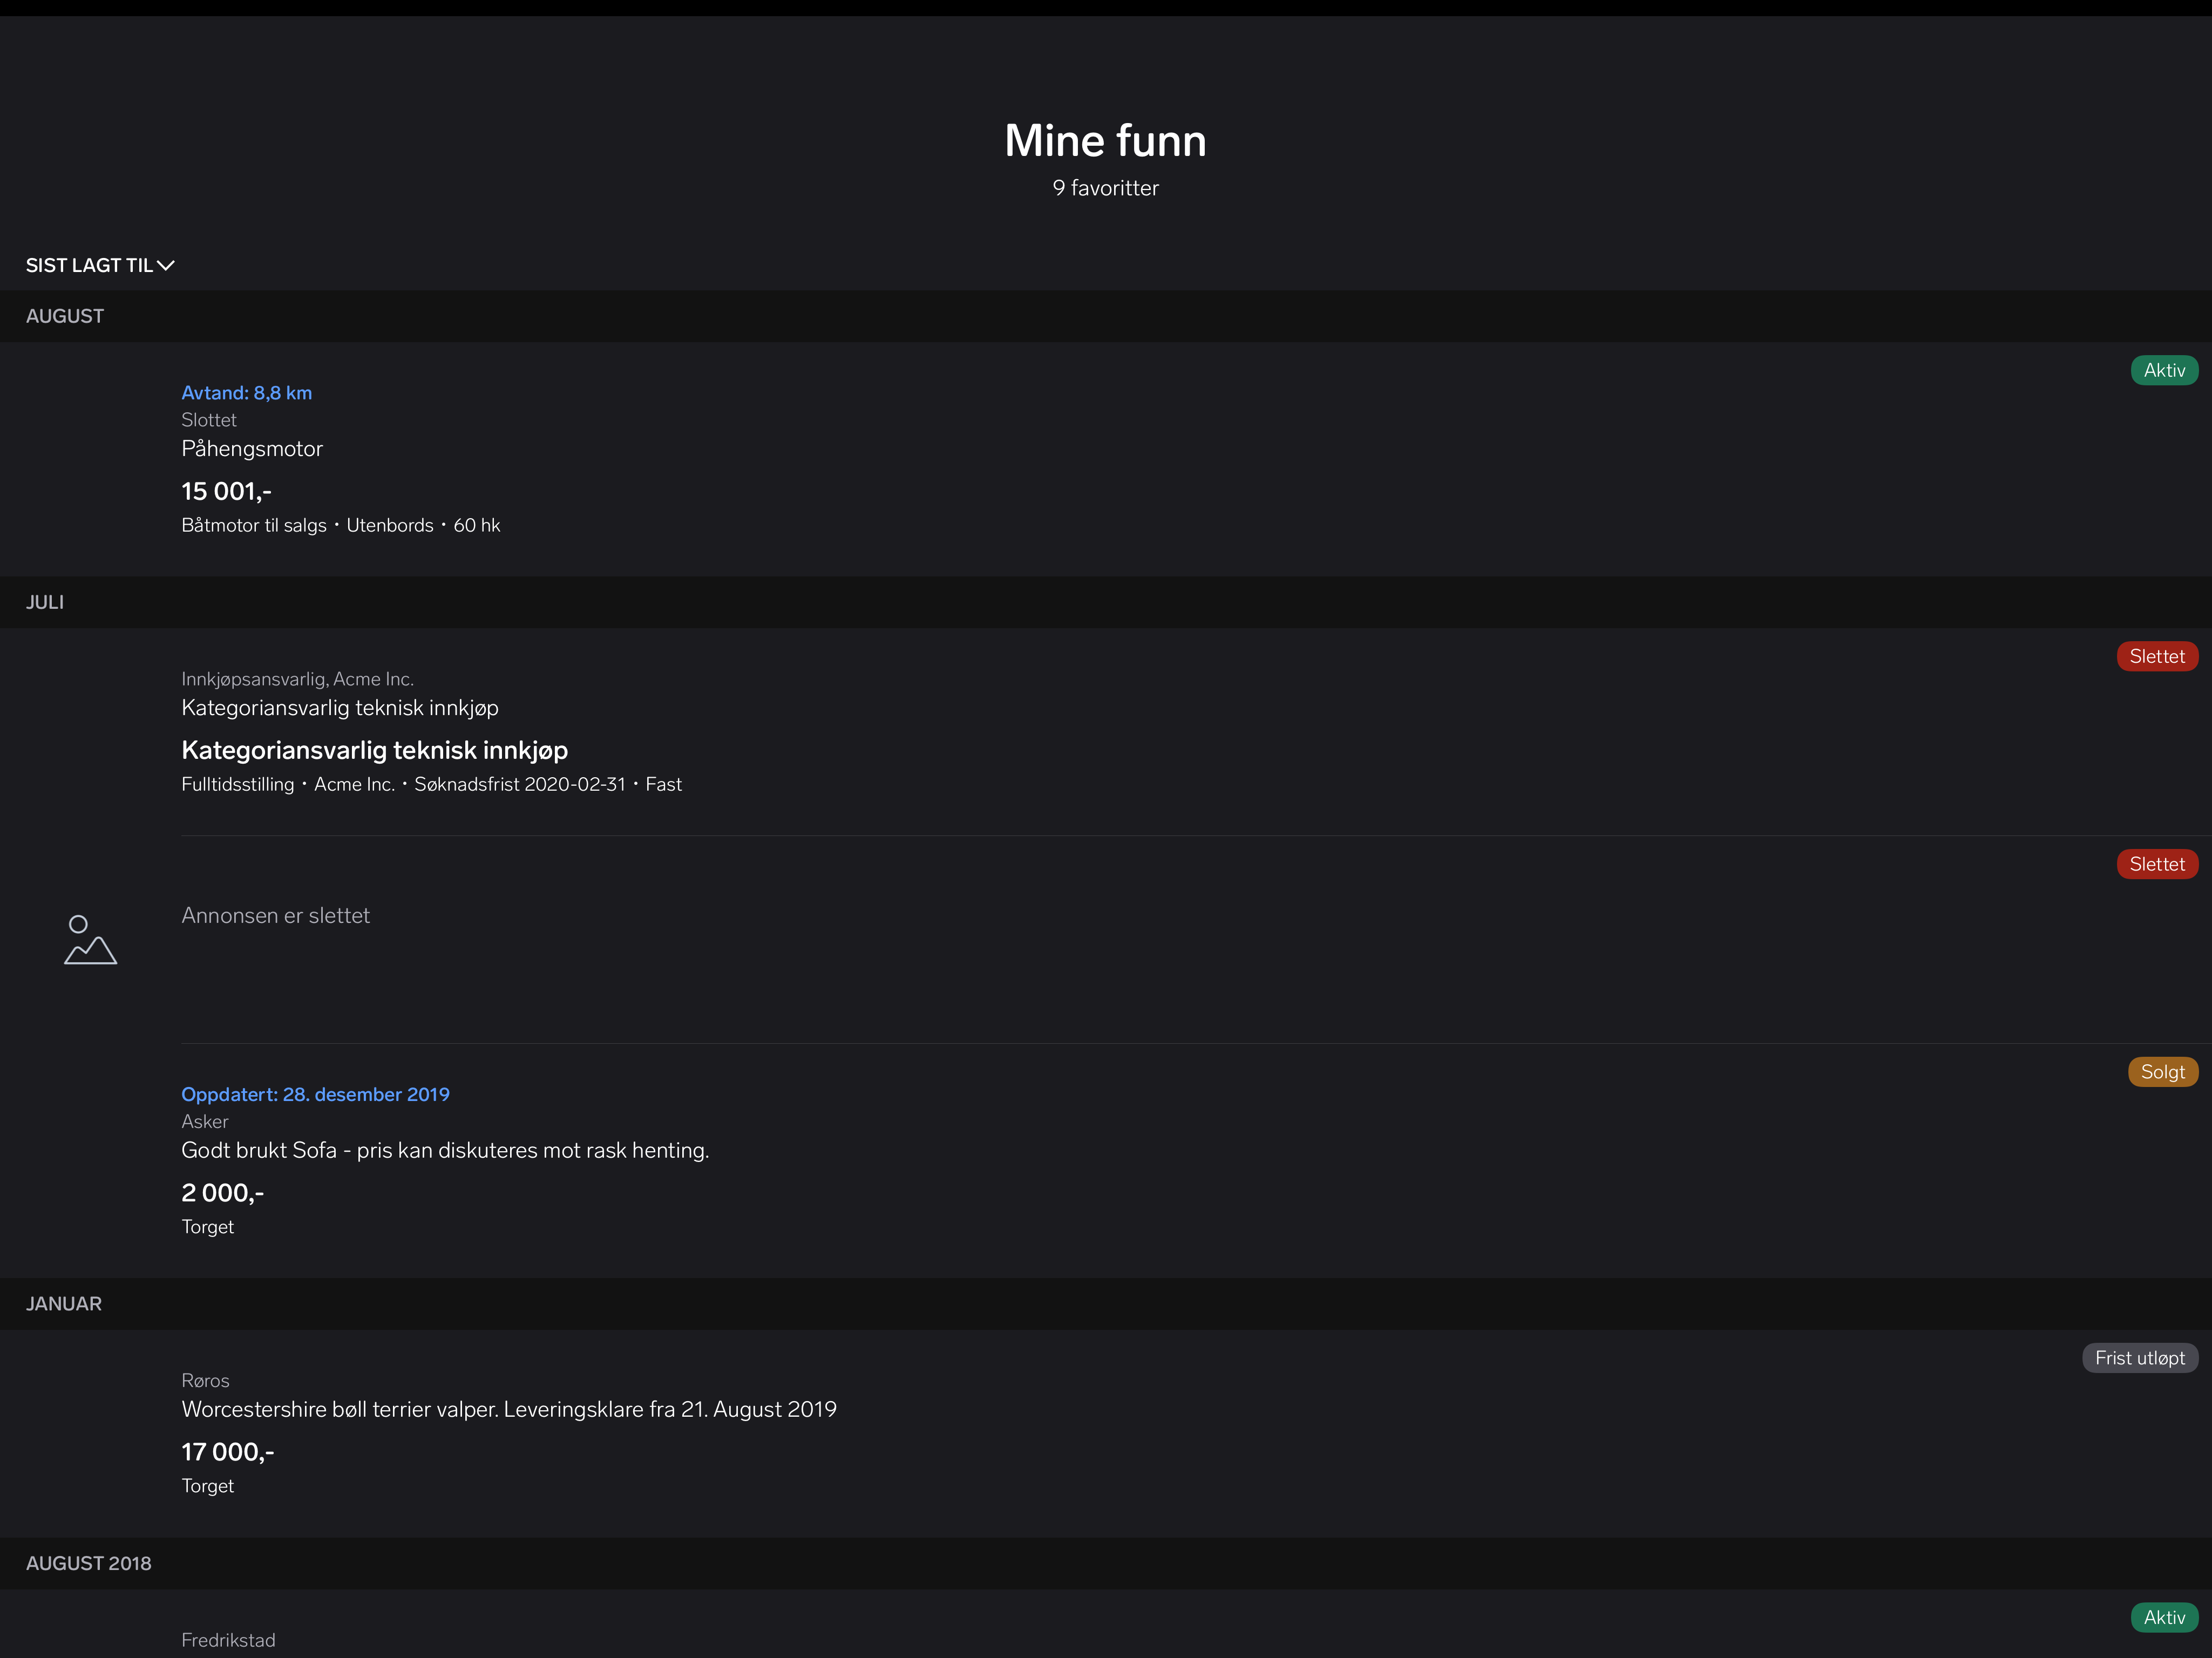 Mine funn
9 favoritter
SIST LAGT TIL
AUGUST
Aktiv
Avtand: 8,8 km
Slottet
Påhengsmotor
15 001,-
Båtmotor til salgs • Utenbords • 60 hk
JULI
Slettet
Innkjøpsansvarlig, Acme Inc.
Kategoriansvarlig teknisk innkjøp
Kategoriansvarlig teknisk innkjøp
Fulltidsstilling • Acme Inc. • Søknadsfrist 2020-02-31 • Fast
Slettet
Annonsen er slettet
Solgt
Oppdatert: 28. desember 2019
Asker
Godt brukt Sofa - pris kan diskuteres mot rask henting.
2 000,-
Torget
JANUAR
Frist utløpt
Røros
Worcestershire bøll terrier valper. Leveringsklare fra 21. August 2019
17 000,-
Torget
AUGUST 2018
Aktiv
Fredrikstad